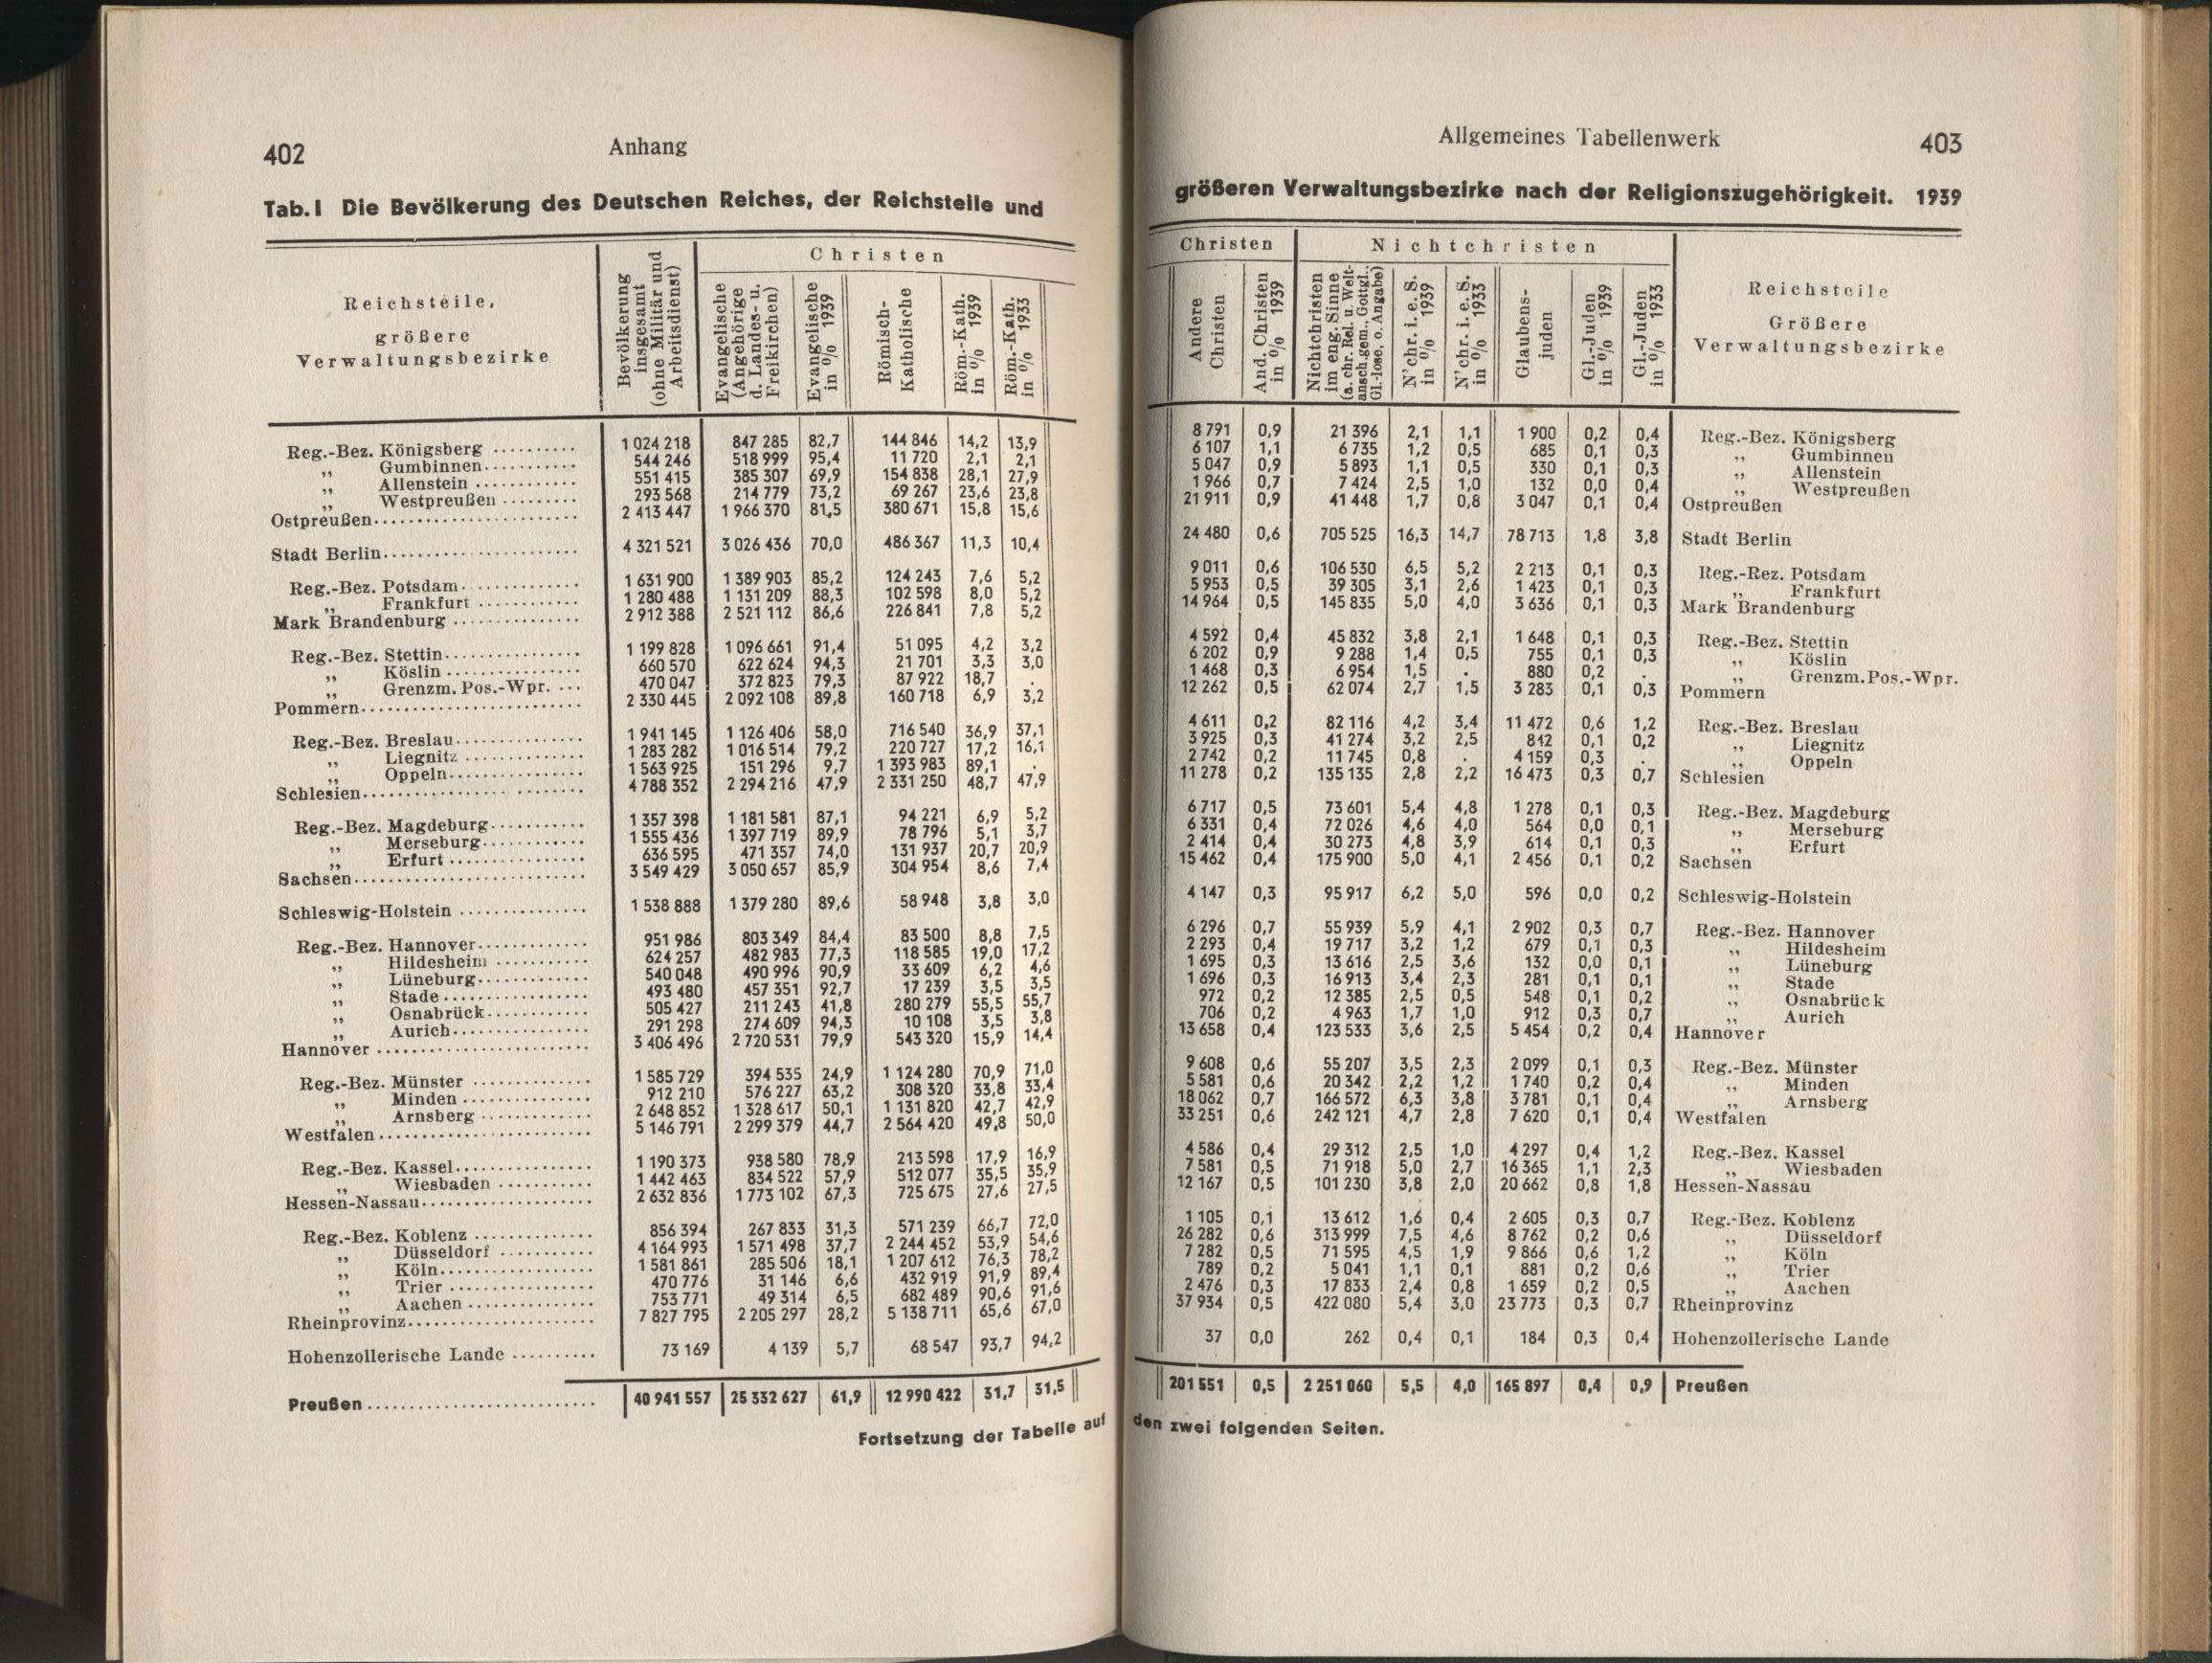 402
Anhang
Tab. I Die Bevölkerung des Deutschen Reiches, der Reichsteile und
Reichsteile, größere Verwaltungsbezirke
Bevölkerung insgesamt (ohne Militär und Arbeitsdienst)
Christen
Evangelische (Angehörige d. Landes- u. Freikirchen)
Evangelische in % 1939
Römisch-Katholische
Röm.-Kath. in % 1939
Röm.-Kath. in % 1933
Reg.-Bez. Königsberg .......... 1 024 218 847 285 82,7 144 846 14,2 13,9
„ Gumbinnen........... 544 246 518 999 95,4 11 720 2,1 2,1
„ Allenstein ............ 551 415 385 307 69,9 154 838 28,1 27,9
„ Westpreußen ......... 293 568 214 779 73,2 69 267 23,6 23,8
Ostpreußen......................... 2 413 447 1 966 370 81,5 380 671 15,8 15,6
Stadt Berlin........................ 4 321 521 3 026 436 70,0 486 367 11,3 10,4
Reg.-Bez. Potsdam.............. 1 631 900 1 389 903 85,2 124 243 7,6 5,2
„ Frankfurt ............ 1 280 488 1 131 209 88,3 102 598 8,0 5,2
Mark Brandenburg ............... 2 912 388 2 521 112 86,6 226 841 7,8 5,2
Reg.-Bez. Stettin................ 1 199 828 1 096 661 91,4 51 095 4,2 3,2
„ Köslin ................ 660 570 622 624 94,3 21 701 3,3 3,0
„ Grenzm. Pos.-Wpr. ... 470 047 372 823 79,3 87 922 18,7 .
Pommern........................... 2 330 445 2 092 108 89,8 160 718 6,9 3,2
Reg.-Bez. Breslau............... 1 941 145 1 126 406 58,0 716 540 36,9 37,1
„ Liegnitz .............. 1 283 282 1 016 514 79,2 220 727 17,2 16,1
„ Oppeln................ 1 563 925 151 296 9,7 1 393 983 89,1 .
Schlesien................. ........ 4 788 352 2 294 216 47,9 2 331 250 48,7 47,9
Reg.-Bez. Magdeburg........... 1 357 398 1 181 581 87,1 94 221 6,9 5,2
„ Merseburg............ 1 555 436 1 397 719 89,9 78 796 5,1 3,7
„ Erfurt ................ 636 595 471 357 74,0 131 937 20,7 20,9
Sachsen............................ 3 549 429 3 050 657 85,9 304 954 8,6 7,4
Schleswig-Holstein ............... 1 538 888 1 379 280 89,6 58 948 3,8 3,0
Reg.-Bez. Hannover............. 951 986 803 349 84,4 83 500 8,8 7,5
„ Hildesheim ........... 624 257 482 983 77,3 118 585 19,0 17,2
„ Lüneburg............. 540 048 490 996 90,9 33 609 6,2 4,6
„ Stade ................. 493 480 457 351 92,7 17 239 3,5 3,5
„ Osnabrück............ 505 427 211 243 41,8 280 279 55,5 55,7
„ Aurich................ 291 298 274 609 94,3 10 108 3,5 3,8
Hannover .......................... 3 406 496 2 720 531 79,9 543 320 15,9 14,4
Reg.-Bez. Münster .............. 1 585 729 394 535 24,9 1 124 280 70,9 71,0
„ Minden ............... 912 210 576 227 63,2 308 320 33,8 33,4
„ Arnsberg ............. 2 648 852 1 328 617 50,1 1 131 820 42,7 42,9
Westfalen.......................... 5 146 791 2 299 379 44,7 2 564 420 49,8 50,0
Reg.-Bez. Kassel................ 1 190 373 938 580 78,9 213 598 17,9 16,9
„ Wiesbaden ........... 1 442 463 834 522 57,9 512 077 35,5 35,9
Hessen-Nassau.................... 2 632 836 1 773 102 67,3 725 675 27,6 27,5
Reg.-Bez. Koblenz .............. 856 394 267 833 31,3 571 239 66,7 72,0
„ Düsseldorf ........... 4 164 993 1 571 498 37,7 2 244 452 53,9 54,6
„ Köln.................. 1 581 861 285 506 18,1 1 207 612 76,3 78,2
„ Trier ................. 470 776 31 146 6,6 432 919 91,9 89,4
„ Aachen ............... 753 771 49 314 6,5 682 489 90,6 91,6
Rheinprovinz...................... 7 827 795 2 205 297 28,2 5 138 711 65,6 67,0
Hohenzollerische Lande .......... 73 169 4 139 5,7 68 547 93,7 94,2
Preußen ........................... 40 941 557 25 332 627 61,9 12 990 422 31,7 31,5
Fortsetzung der Tabelle auf
Allgemeines Tabellenwerk
403
größeren Verwaltungsbezirke nach der Religionszugehörigkeit. 1939
Christen
Nichtchristen
Andere Christen
And. Christen in % 1939
Nichtchristen im eng. Sinne (a. chr. Rel. u. Weltansch.gem., Gottgl., Gl.-lose, o. Angabe)
N'chr. i. e. S. in % 1939
N'chr. i. e. S. in % 1933
Glaubensjuden
Gl.-Juden in % 1939
Gl.-Juden in % 1933
Reichsteile
Größere
Verwaltungsbezirke
8 791 0,9 21 396 2,1 1,1 1 900 0,2 0,4 Reg.-Bez. Königsberg
6 107 1,1 6 735 1,2 0,5 685 0,1 0,3 „ Gumbinnen
5 047 0,9 5 893 1,1 0,5 330 0,1 0,3 „ Allenstein
1 966 0,7 7 424 2,5 1,0 132 0,0 0,4 „ Westpreußen
21 911 0,9 41 448 1,7 0,8 3 047 0,1 0,4 Ostpreußen
24 480 0,6 705 525 16,3 14,7 78 713 1,8 3,8 Stadt Berlin
9 011 0,6 106 530 6,5 5,2 2 213 0,1 0,3 Reg.-Rez. Potsdam
5 953 0,5 39 305 3,1 2,6 1 423 0,1 0,3 „ Frankfurt
14 964 0,5 145 835 5,0 4,0 3 636 0,1 0,3 Mark Brandenburg
4 592 0,4 45 832 3,8 2,1 1 648 0,1 0,3 Reg.-Bez. Stettin
6 202 0,9 9 288 1,4 0,5 755 0,1 0,3 „ Köslin
1 468 0,3 6 954 1,5 . 880 0,2 . „ Grenzm. Pos.-Wpr.
12 262 0,5 62 074 2,7 1,5 3 283 0,1 0,3 Pommern
4 611 0,2 82 116 4,2 3,4 11 472 0,6 1,2 Reg.-Bez. Breslau
3 925 0,3 41 274 3,2 2,5 842 0,1 0,2 „ Liegnitz
2 742 0,2 11 745 0,8 . 4 159 0,3 . „ Oppeln
11 278 0,2 135 135 2,8 2,2 16 473 0,3 0,7 Schlesien
6 717 0,5 73 601 5,4 4,8 1 278 0,1 0,3 Reg.-Bez. Magdeburg
6 331 0,4 72 026 4,6 4,0 564 0,0 0,1 „ Merseburg
2 414 0,4 30 273 4,8 3,9 614 0,1 0,3 „ Erfurt
15 462 0,4 175 900 5,0 4,1 2 456 0,1 0,2 Sachsen
4 147 0,3 95 917 6,2 5,0 596 0,0 0,2 Schleswig-Holstein
6 296 0,7 55 939 5,9 4,1 2 902 0,3 0,7 Reg.-Bez. Hannover
2 293 0,4 19 717 3,2 1,2 679 0,1 0,3 „ Hildesheim
1 695 0,3 13 616 2,5 3,6 132 0,0 0,1 „ Lüneburg
1 696 0,3 16 913 3,4 2,3 281 0,1 0,1 „ Stade
972 0,2 12 385 2,5 0,5 548 0,1 0,2 „ Osnabrück
706 0,2 4 963 1,7 1,0 912 0,3 0,7 „ Aurich
13 658 0,4 123 533 3,6 2,5 5 454 0,2 0,4 Hannover
9 608 0,6 55 207 3,5 2,3 2 099 0,1 0,3 Reg.-Bez. Münster
5 581 0,6 20 342 2,2 1,2 1 740 0,2 0,4 „ Minden
18 062 0,7 166 572 6,3 3,8 3 781 0,1 0,4 „ Arnsberg
33 251 0,6 242 121 4,7 2,8 7 620 0,1 0,4 Westfalen
4 586 0,4 29 312 2,5 1,0 4 297 0,4 1,2 Reg.-Bez. Kassel
7 581 0,5 71 918 5,0 2,7 16 365 1,1 2,3 „ Wiesbaden
12 167 0,5 101 230 3,8 2,0 20 662 0,8 1,8 Hessen-Nassau
1 105 0,1 13 612 1,6 0,4 2 605 0,3 0,7 Reg.-Bez. Koblenz
26 282 0,6 313 999 7,5 4,6 8 762 0,2 0,6 „ Düsseldorf
7 282 0,5 71 595 4,5 1,9 9 866 0,6 1,2 „ Köln
789 0,2 5 041 1,1 0,1 881 0,2 0,6 „ Trier
2 476 0,3 17 833 2,4 0,8 1 659 0,2 0,5 „ Aachen
37 934 0,5 422 080 5,4 3,0 23 773 0,3 0,7 Rheinprovinz
37 0,0 262 0,4 0,1 184 0,3 0,4 Hohenzollerische Lande
201 551 0,5 2 251 060 5,5 4,0 165 897 0,4 0,9 Preußen
den zwei folgenden Seiten.